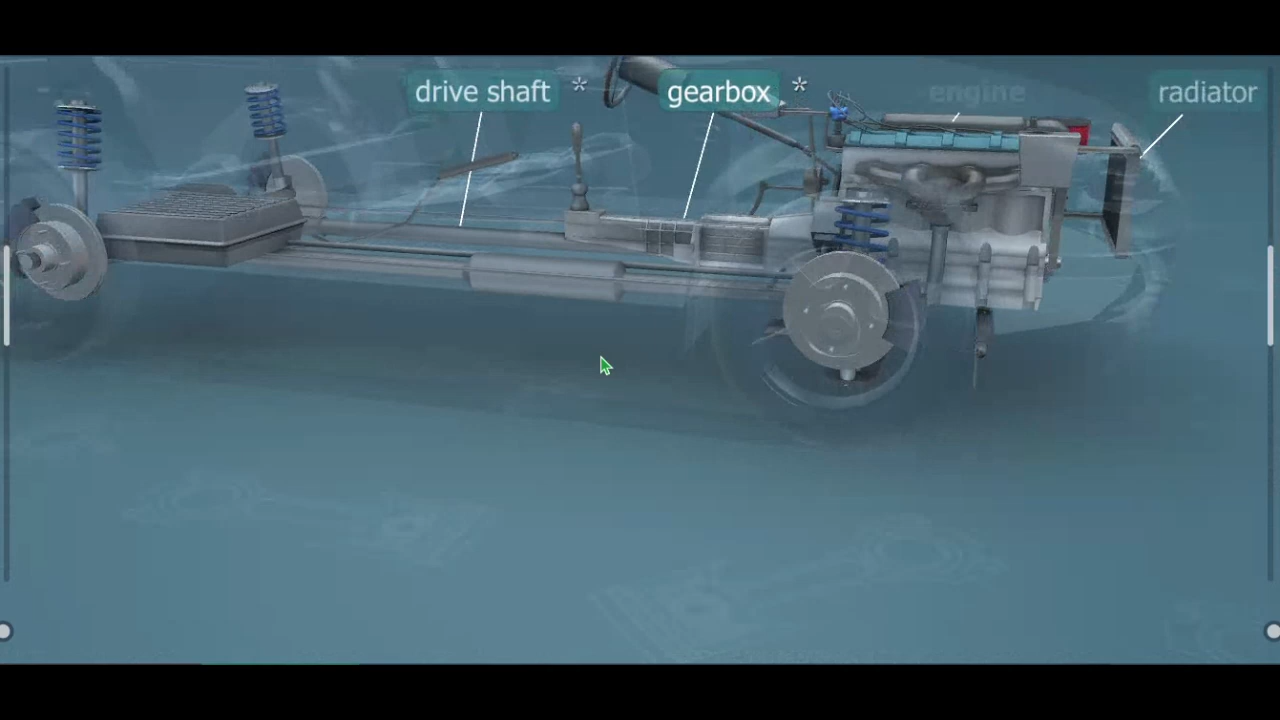 drive shaft *
gearbox *
engine
radiator